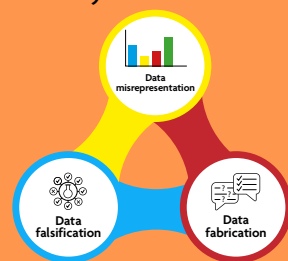 Data
misrepresentation
Data
falsification
Data
fabrication